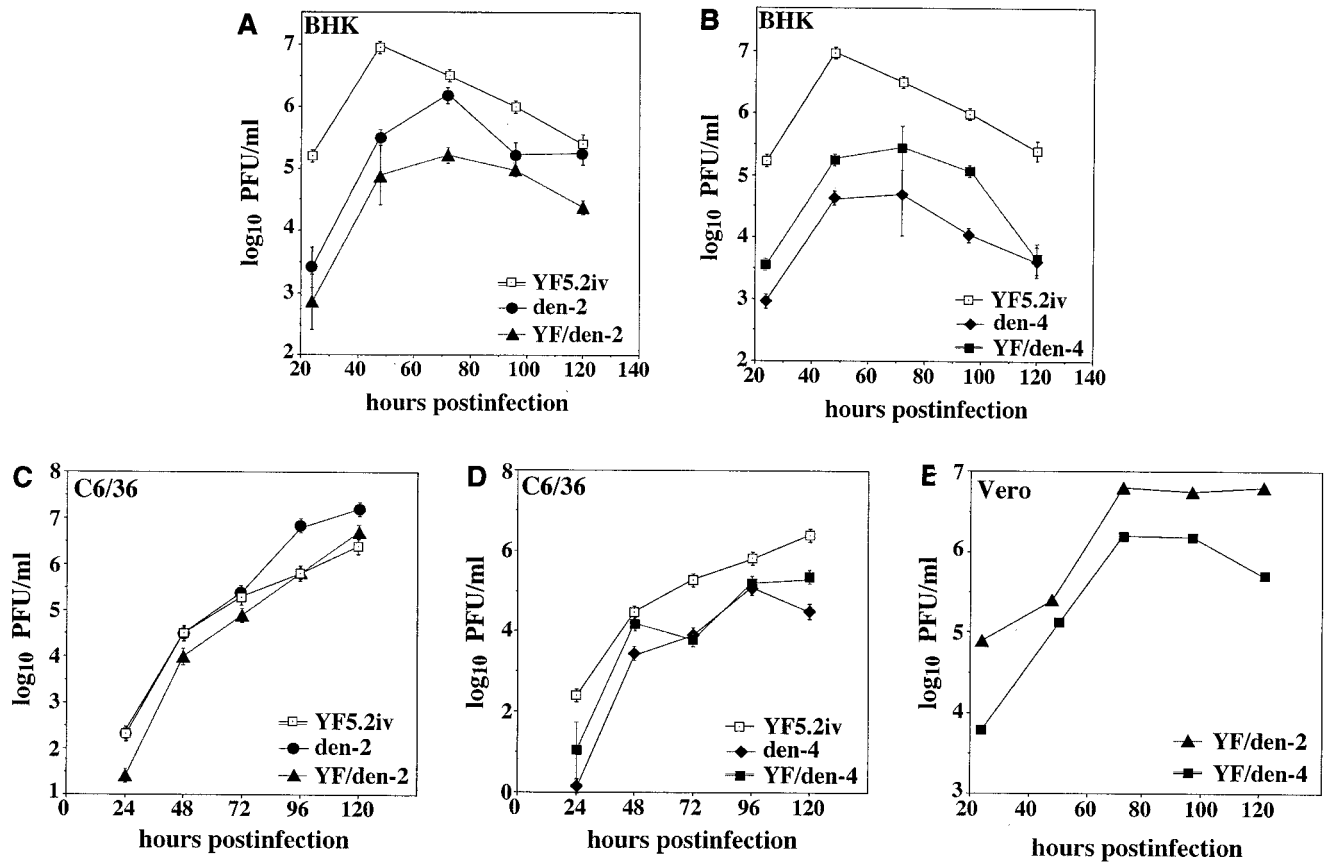 A
BHK
7
6
5
4
3
2
log10 PFU/ml
YF5.2iv
den-2
YF/den-2
20 40 60 80 100 120 140
hours postinfection
B
BHK
7
6
5
4
3
2
log10 PFU/ml
YF5.2iv
den-4
YF/den-4
20 40 60 80 100 120 140
hours postinfection
C
C6/36
8
7
6
5
4
3
2
1
log10 PFU/ml
YF5.2iv
den-2
YF/den-2
0 24 48 72 96 120
hours postinfection
D
C6/36
8
6
4
2
0
log10 PFU/ml
YF5.2iv
den-4
YF/den-4
0 24 48 72 96 120
hours postinfection
E
Vero
7
6
5
4
3
log10 PFU/ml
YF/den-2
YF/den-4
20 40 60 80 100 120
hours postinfection